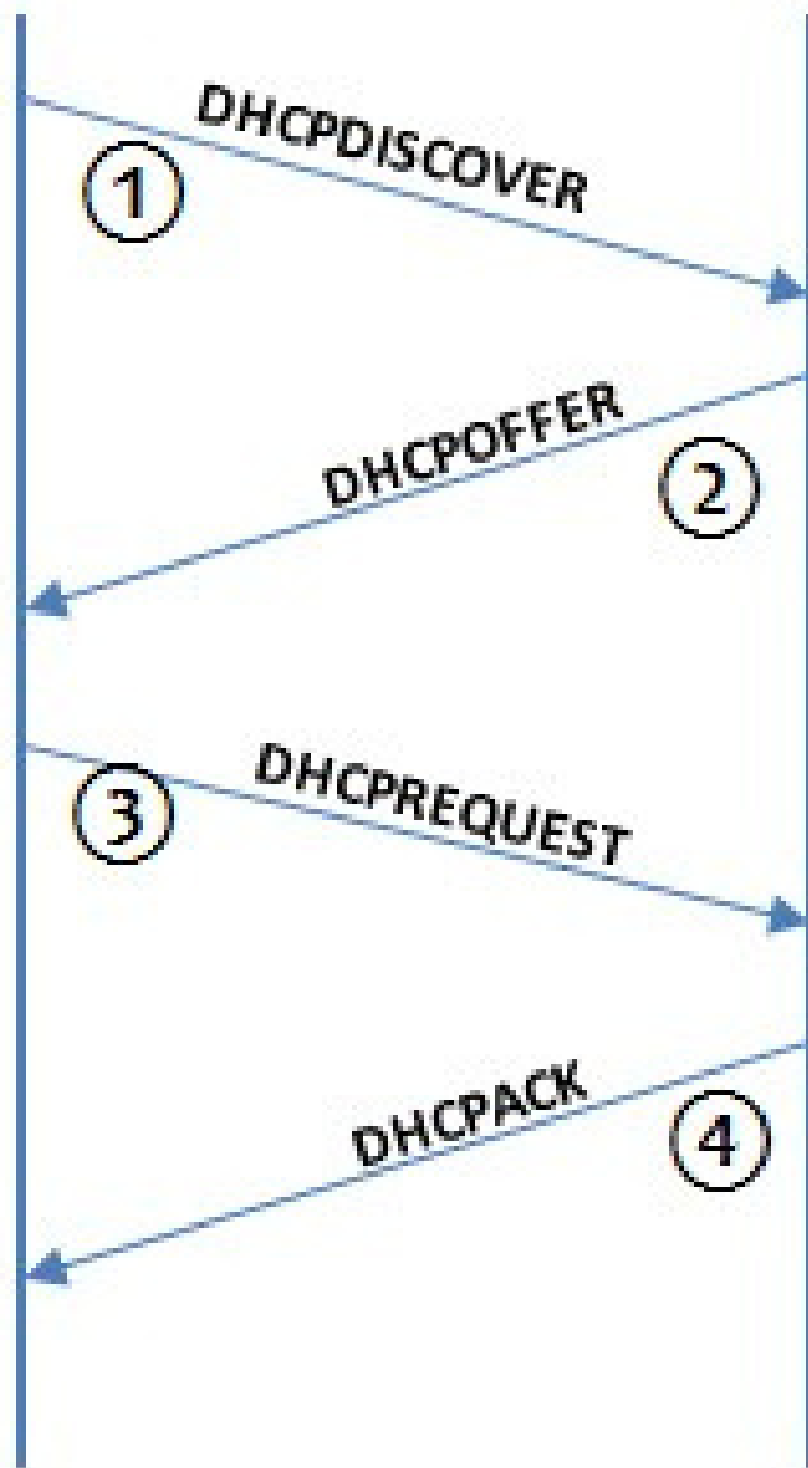 DHCPDISCOVER
1
DHCPOFFER
2
DHCPREQUEST
3
DHCPACK
4